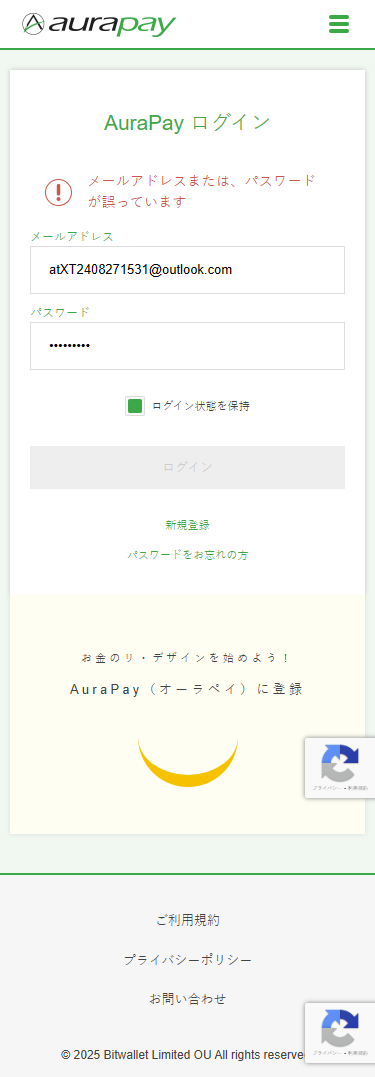 aurapay
AuraPay ログイン
メールアドレスまたは、パスワード
が誤っています
メールアドレス
atXT2408271531@outlook.com
パスワード
•••••••••
ログイン状態を保持
ログイン
新規登録
パスワードをお忘れの方
お金のリ・デザインを始めよう！
AuraPay（オーラペイ）に登録
プライバシー - 利用規約
ご利用規約
プライバシーポリシー
お問い合わせ
© 2025 Bitwallet Limited OU All rights reserve
プライバシー - 利用規約